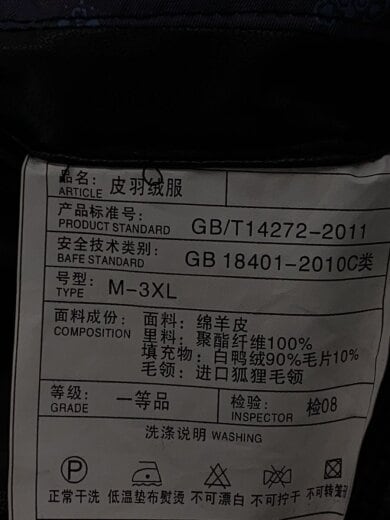 品名: 皮羽绒服
ARTICLE
产品标准号: GB/T14272-2011
PRODUCT STANDARD
安全技术类别: GB 18401-2010C类
BAFE STANDARD
号型: M-3XL
TYPE
面料成份: 面料: 绵羊皮
COMPOSITION 里料: 聚酯纤维100%
填充物: 白鸭绒90%毛片10%
毛领: 进口狐狸毛领
等级: 一等品 检验: 检08
GRADE INSPECTOR
洗涤说明 WASHING
P
正常干洗 低温垫布熨烫 不可漂白 不可拧干 不可转笼